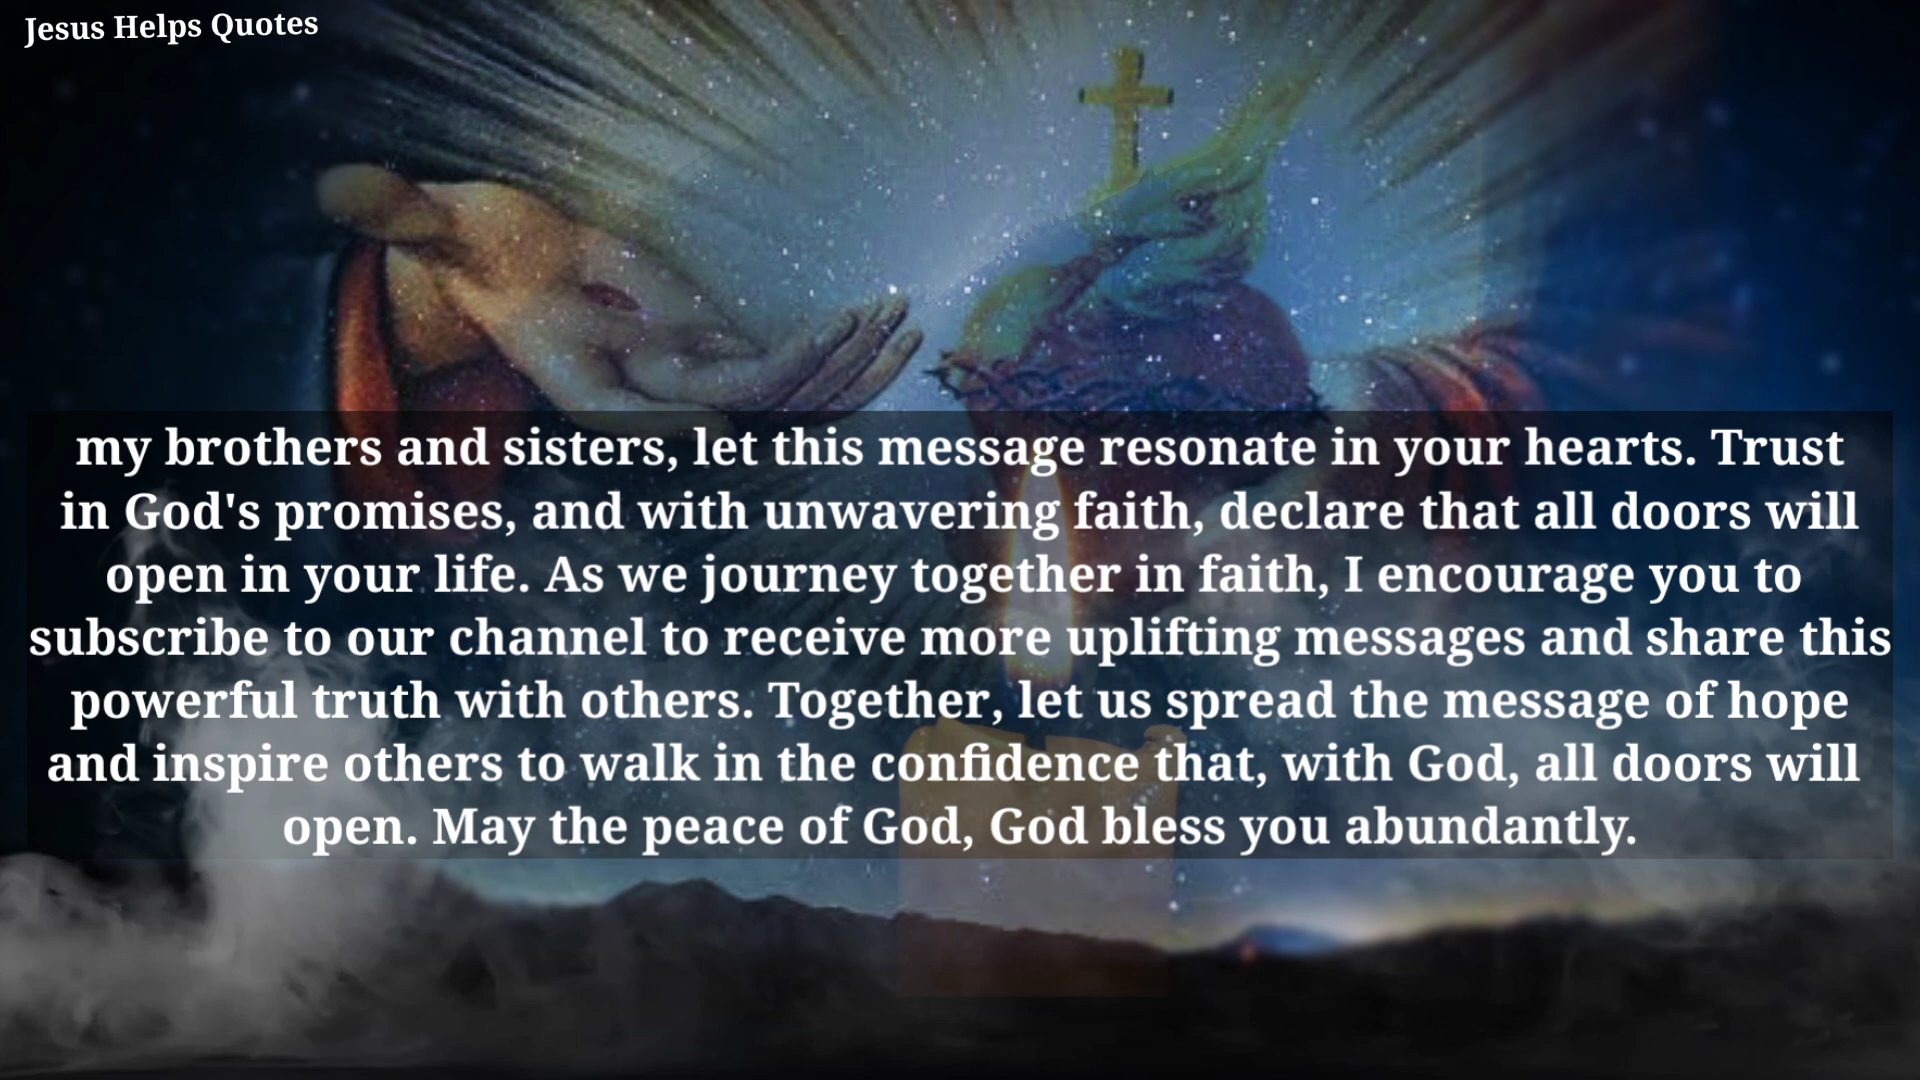 Jesus Helps Quotes
my brothers and sisters, let this message resonate in your hearts. Trust
in God's promises, and with unwavering faith, declare that all doors will
open in your life. As we journey together in faith, I encourage you to
subscribe to our channel to receive more uplifting messages and share this
powerful truth with others. Together, let us spread the message of hope
and inspire others to walk in the confidence that, with God, all doors will
open. May the peace of God, God bless you abundantly.